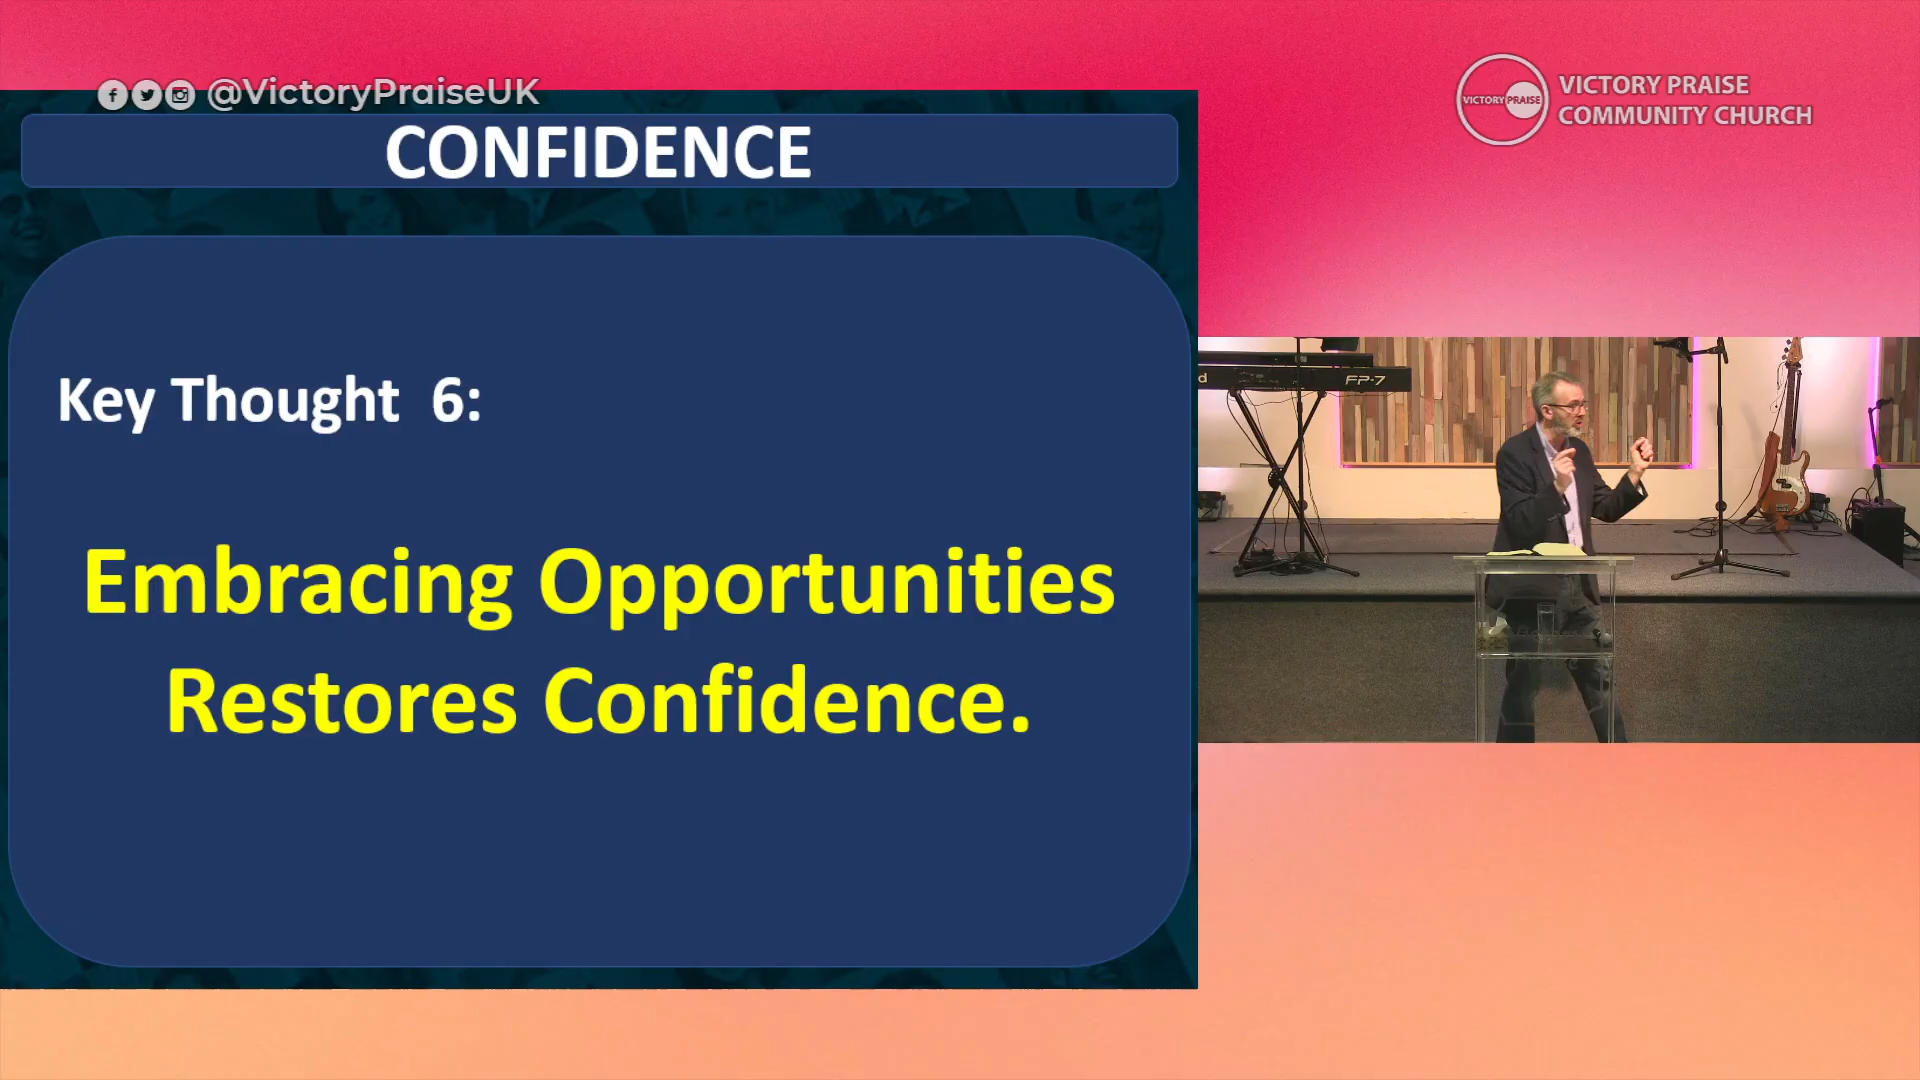 @VictoryPraiseUK
VICTORY PRAISE
VICTORY PRAISE
COMMUNITY CHURCH
CONFIDENCE
Key Thought 6:
Embracing Opportunities
Restores Confidence.
FP-7